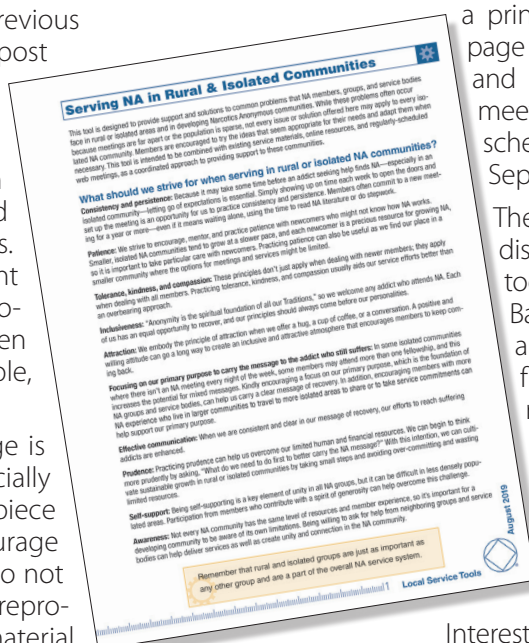 revious
post
s.
nt
o-
en
ole,
ge is
cially
piece
urage
o not
repro-
aterial
Serving NA in Rural & Isolated Communities
This tool is designed to provide support and solutions to common problems that NA members, groups, and service bodies
face in rural or isolated areas and in developing Narcotics Anonymous communities. While these problems often occur
because meetings are far apart or the population is sparse, not every issue or solution offered here may apply to every iso-
lated NA community. Members are encouraged to try the ideas that seem appropriate for their needs and adapt them when
necessary. This tool is intended to be combined with existing service materials, online resources, and regularly-scheduled
web meetings, as a coordinated approach to providing support to these communities.
What should we strive for when serving in rural or isolated NA communities?
Consistency and persistence: Because it may take some time before an addict seeking help finds NA—especially in an
isolated community—letting go of expectations is essential. Simply showing up on time each week to open the doors and
set up the meeting is an opportunity for us to practice consistency and persistence. Members often commit to a new meet-
ing for a year or more—even if it means waiting alone, using the time to read NA literature or do stepwork.
Patience: We strive to encourage, mentor, and practice patience with newcomers who might not know how NA works.
Smaller, isolated NA communities tend to grow at a slower pace, and each newcomer is a precious resource for growing NA,
so it is important to take particular care with newcomers. Practicing patience can also be useful as we find our place in a
smaller community where the options for meetings and services might be limited.
Tolerance, kindness, and compassion: These principles don't just apply when dealing with newer members; they apply
when dealing with all members. Practicing tolerance, kindness, and compassion usually aids our service efforts better than
an overbearing approach.
Inclusiveness: "Anonymity is the spiritual foundation of all our Traditions," so we welcome any addict who attends NA. Each
of us has an equal opportunity to recover, and our principles should always come before our personalities.
Attraction: We embody the principle of attraction when we offer a hug, a cup of coffee, or a conversation. A positive and
willing attitude can go a long way to create an inclusive and attractive atmosphere that encourages members to keep com-
ing back.
Focusing on our primary purpose to carry the message to the addict who still suffers: In some isolated communities
where there isn't an NA meeting every night of the week, some members may attend more than one fellowship, and this
increases the potential for mixed messages. Kindly encouraging a focus on our primary purpose, which is the foundation of
NA groups and service bodies, can help us carry a clear message of recovery. In addition, encouraging members with more
NA experience who live in larger communities to travel to more isolated areas to share or to take service commitments can
help support our primary purpose.
Effective communication: When we are consistent and clear in our message of recovery, our efforts to reach suffering
addicts are enhanced.
Prudence: Practicing prudence can help us overcome our limited human and financial resources. We can begin to think
more prudently by asking, "What do we need to do first to better carry the NA message?" With this intention, we can culti-
vate sustainable growth in rural or isolated communities by taking small steps and avoiding over-committing and wasting
limited resources.
Self-support: Being self-supporting is a key element of unity in all NA groups, but it can be difficult in less densely popu-
lated areas. Participation from members who contribute with a spirit of generosity can help overcome this challenge.
Awareness: Not every NA community has the same level of resources and member experience, so it's important for a
developing community to be aware of its own limitations. Being willing to ask for help from neighboring groups and service
bodies can help deliver services as well as create unity and connection in the NA community.
Remember that rural and isolated groups are just as important as
any other group and are a part of the overall NA service system.
1 Local Service Tools
August 2019
a prin
page
and
mee
sche
Sep
The
dis
too
Ba
a
f
Interest